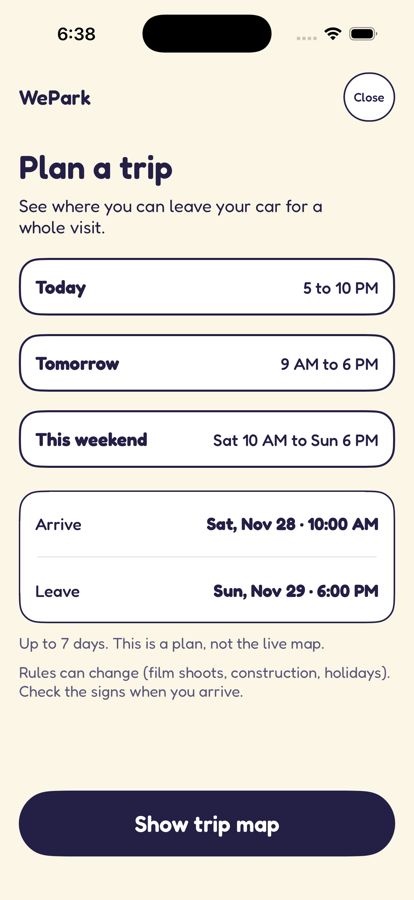 6:38
WePark
Close
Plan a trip
See where you can leave your car for a
whole visit.
Today 5 to 10 PM
Tomorrow 9 AM to 6 PM
This weekend Sat 10 AM to Sun 6 PM
Arrive Sat, Nov 28 · 10:00 AM
Leave Sun, Nov 29 · 6:00 PM
Up to 7 days. This is a plan, not the live map.
Rules can change (film shoots, construction, holidays).
Check the signs when you arrive.
Show trip map